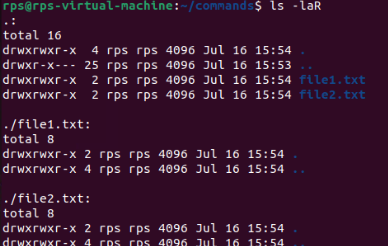 rps@rps-virtual-machine:~/commands$ ls -laR
.:
total 16
drwxrwxr-x  4 rps rps 4096 Jul 16 15:54 .
drwxr-x--- 25 rps rps 4096 Jul 16 15:53 ..
drwxrwxr-x  2 rps rps 4096 Jul 16 15:54 file1.txt
drwxrwxr-x  2 rps rps 4096 Jul 16 15:54 file2.txt

./file1.txt:
total 8
drwxrwxr-x 2 rps rps 4096 Jul 16 15:54 .
drwxrwxr-x 4 rps rps 4096 Jul 16 15:54 ..

./file2.txt:
total 8
drwxrwxr-x 2 rps rps 4096 Jul 16 15:54 .
drwxrwxr-x 4 rps rps 4096 Jul 16 15:54 ..